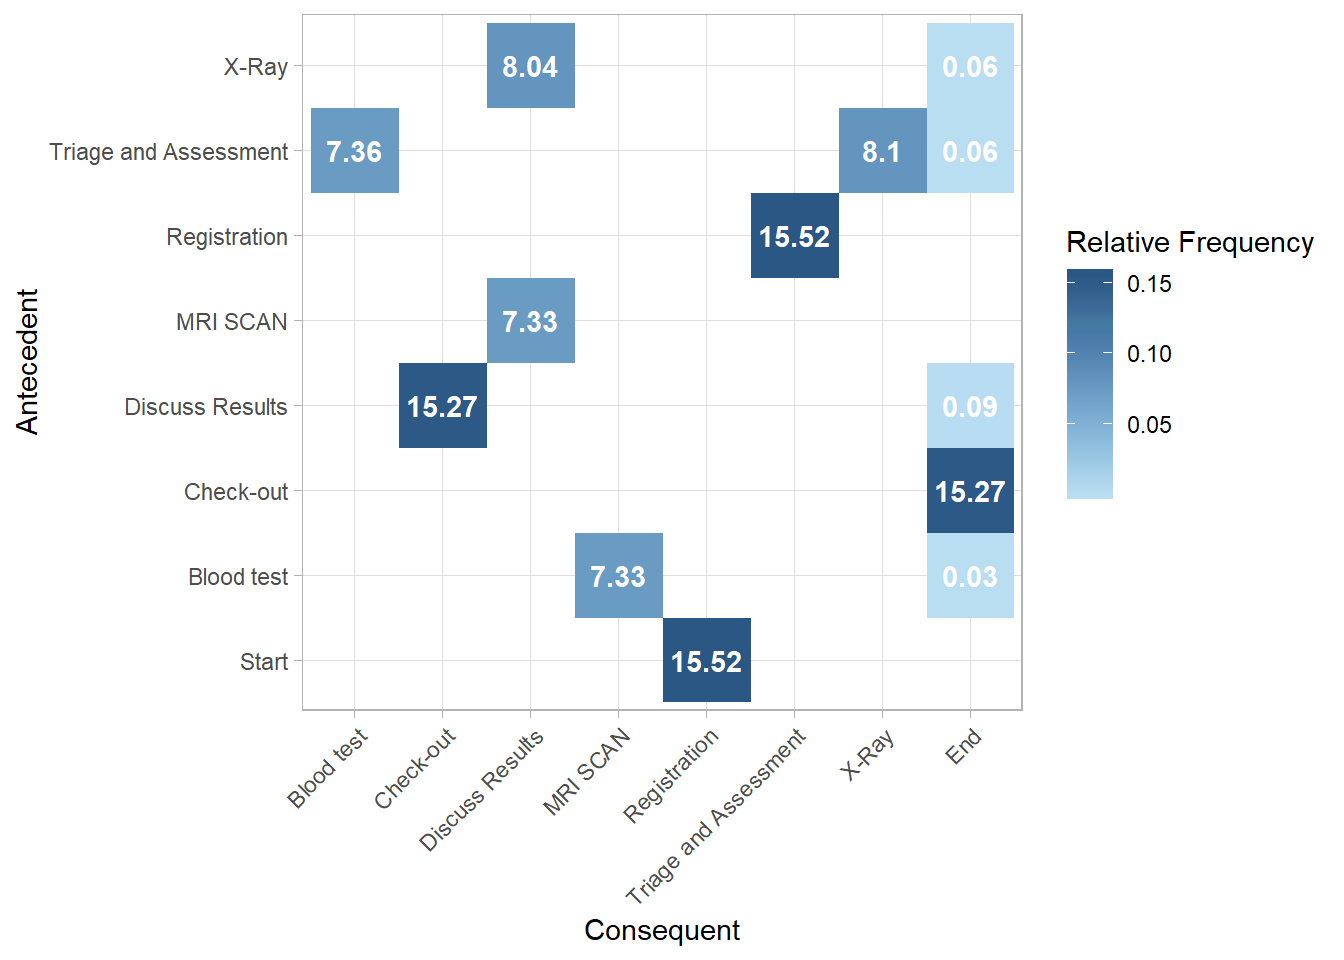 X-Ray
8.04
0.06
Triage and Assessment
7.36
8.1
0.06
Registration
15.52
MRI SCAN
7.33
Discuss Results
15.27
0.09
Check-out
15.27
Blood test
7.33
0.03
Start
15.52
Antecedent
Blood test
Check-out
Discuss Results
MRI SCAN
Registration
Triage and Assessment
X-Ray
End
Consequent
Relative Frequency
0.15
0.10
0.05